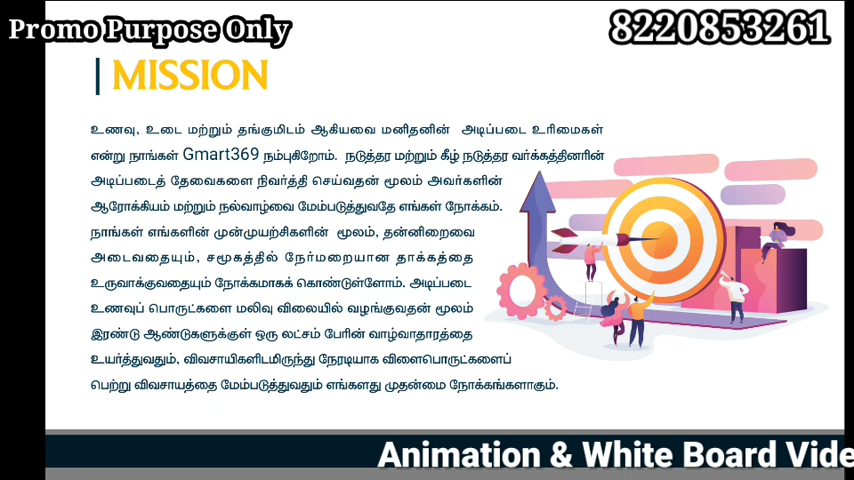 Promo Purpose Only
8220853261
| MISSION
உணவு, உடை மற்றும் தங்குமிடம் ஆகியவை மனிதனின் அடிப்படை உரிமைகள்
என்று நாங்கள் Gmart369 நம்புகிறோம். நடுத்தர மற்றும் கீழ் நடுத்தர வர்க்கத்தினரின்
அடிப்படைத் தேவைகளை நிவர்த்தி செய்வதன் மூலம் அவர்களின்
ஆரோக்கியம் மற்றும் நல்வாழ்வை மேம்படுத்துவதே எங்கள் நோக்கம்.
நாங்கள் எங்களின் முன்முயற்சிகளின் மூலம், தன்னிறைவை
அடைவதையும், சமூகத்தில் நேர்மறையான தாக்கத்தை
உருவாக்குவதையும் நோக்கமாகக் கொண்டுள்ளோம். அடிப்படை
உணவுப் பொருட்களை மலிவு விலையில் வழங்குவதன் மூலம்
இரண்டு ஆண்டுகளுக்குள் ஒரு லட்சம் பேரின் வாழ்வாதாரத்தை
உயர்த்துவதும், விவசாயிகளிடமிருந்து நேரடியாக விளைபொருட்களைப்
பெற்று விவசாயத்தை மேம்படுத்துவதும் எங்களது முதன்மை நோக்கங்களாகும்.
Animation & White Board Vide